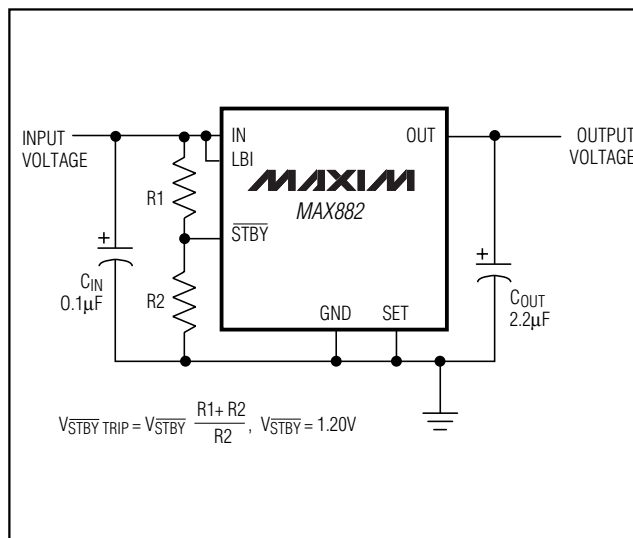 INPUT
VOLTAGE
IN
LBI
OUT
OUTPUT
VOLTAGE
R1
MAXIM
MAX882
STBY
+
CIN
0.1µF
R2
GND
SET
+
COUT
2.2µF
VSTBY TRIP = VSTBY R1+ R2 / R2 , VSTBY = 1.20V